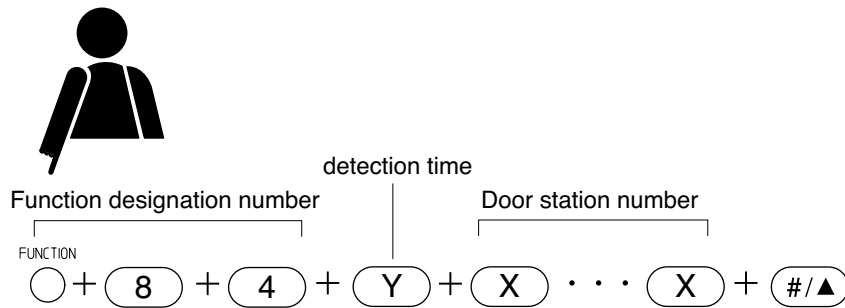 detection time
Function designation number
Door station number
FUNCTION
+ 8 + 4 + Y + X · · · X + #/▲